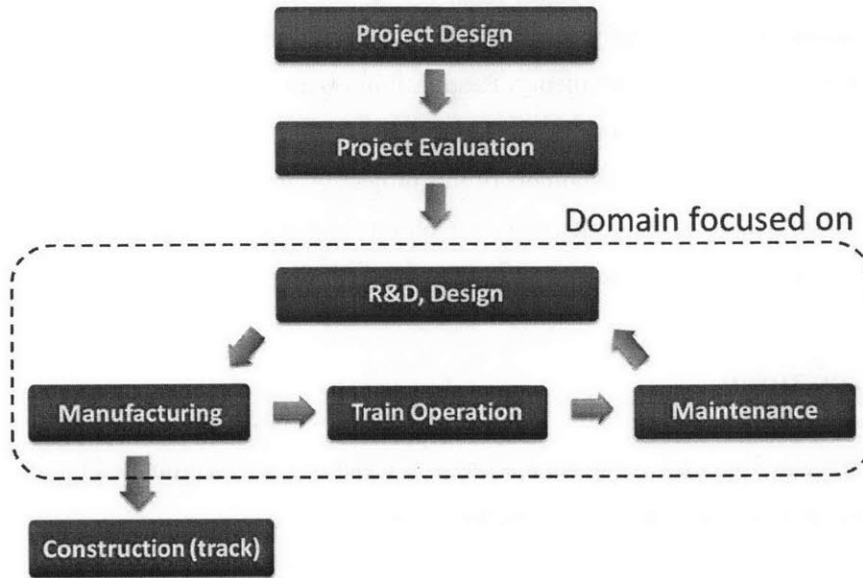 Project Design
Project Evaluation
Domain focused on
R&D, Design
Manufacturing
Train Operation
Maintenance
Construction (track)